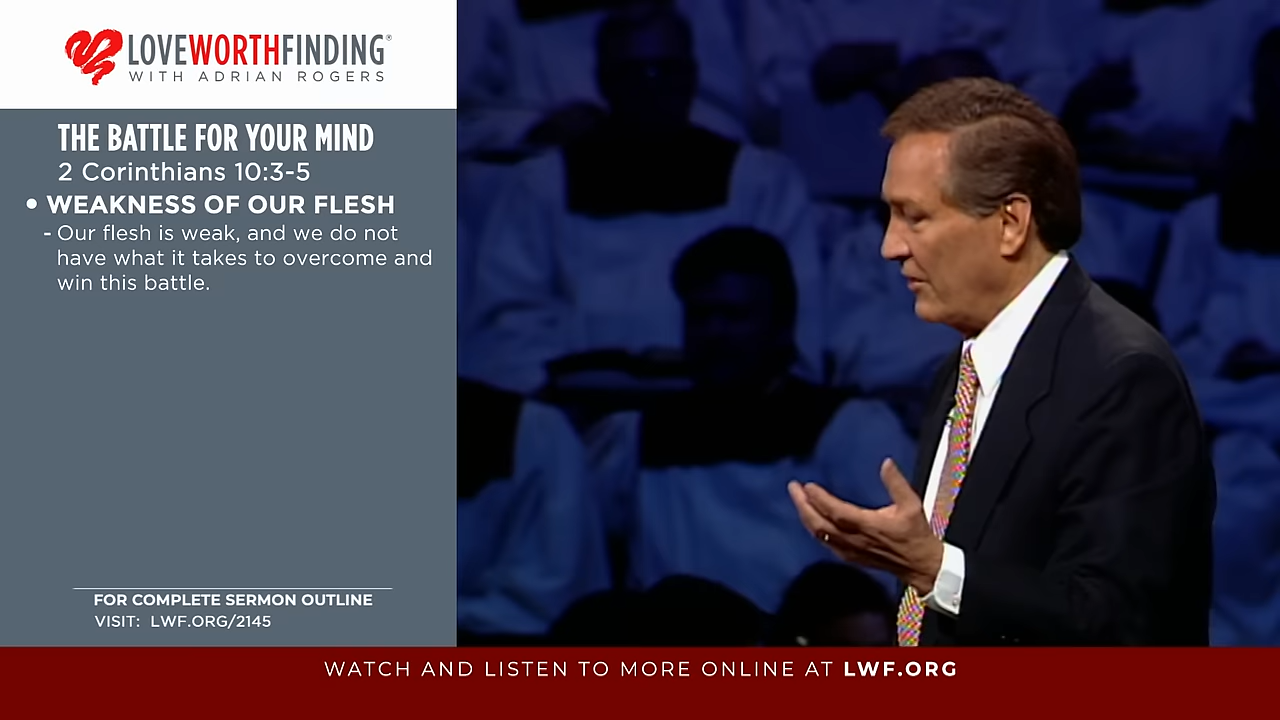 LOVEWORTHFINDING®
WITH ADRIAN ROGERS
THE BATTLE FOR YOUR MIND
2 Corinthians 10:3-5
• WEAKNESS OF OUR FLESH
- Our flesh is weak, and we do not
have what it takes to overcome and
win this battle.
FOR COMPLETE SERMON OUTLINE
VISIT: LWF.ORG/2145
WATCH AND LISTEN TO MORE ONLINE AT LWF.ORG